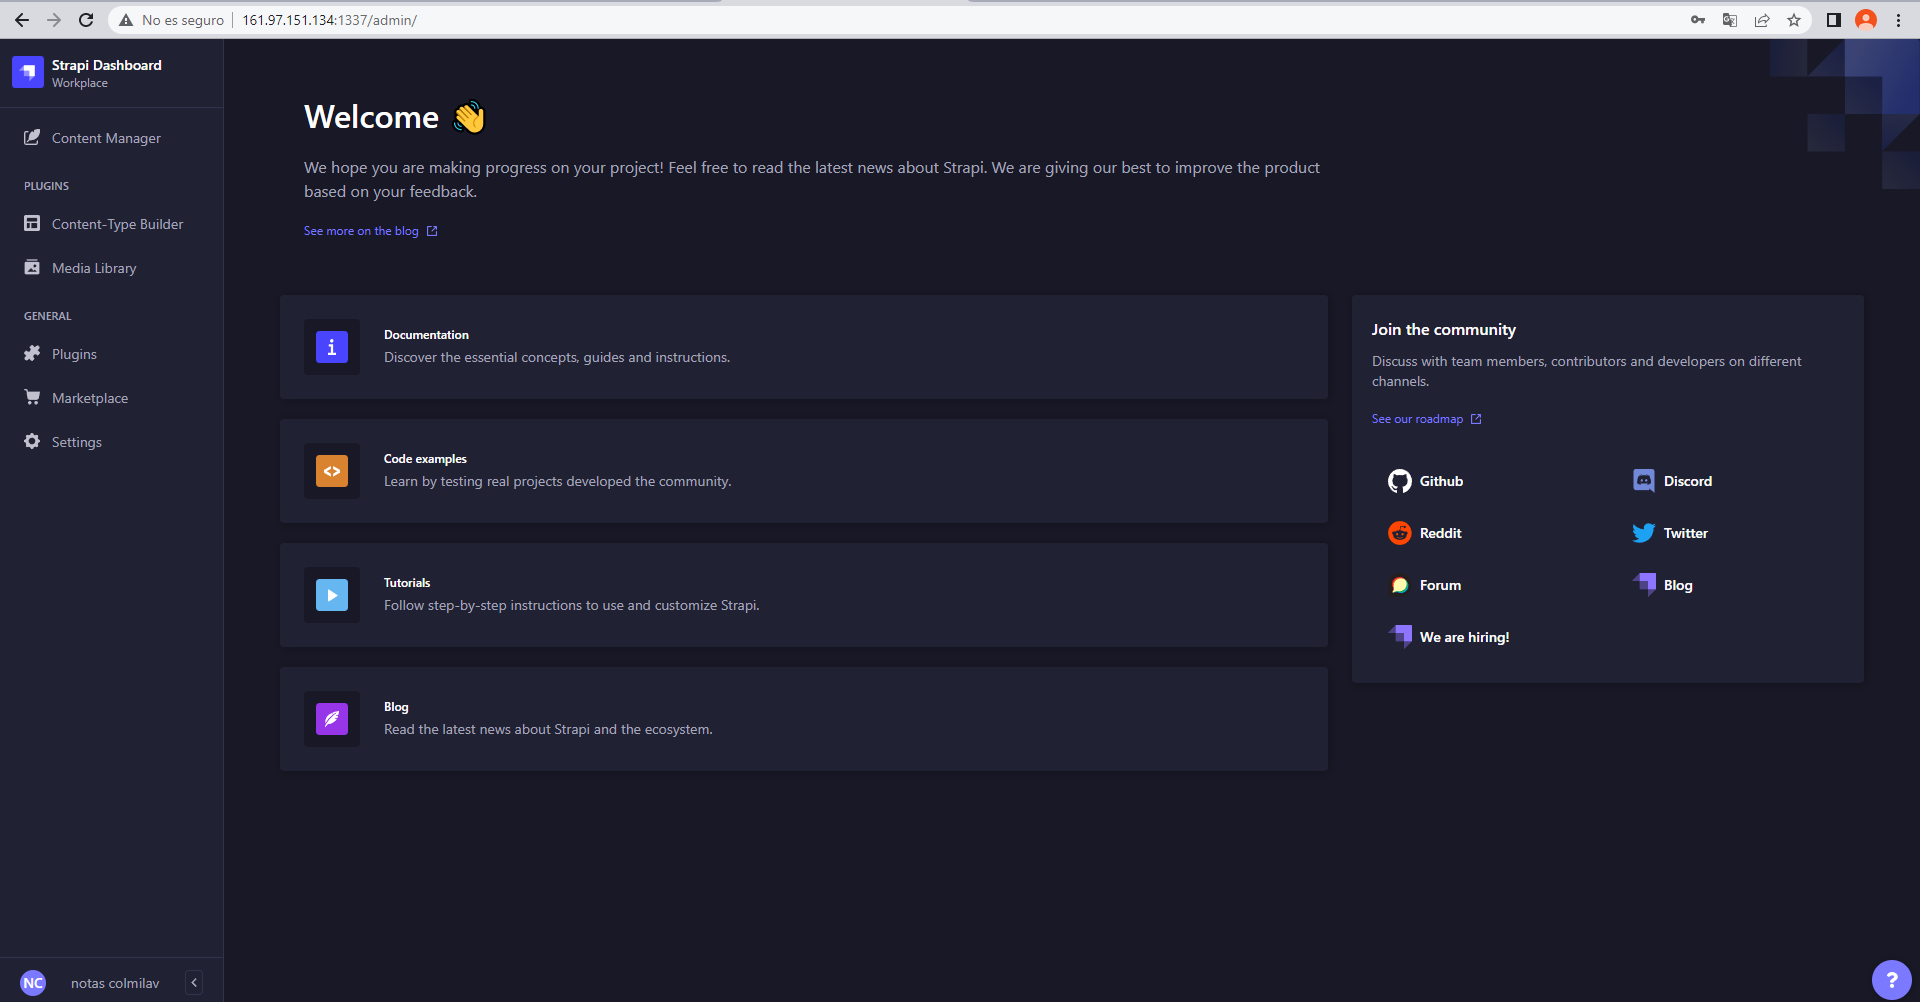 No es seguro
161.97.151.134:1337/admin/
Strapi Dashboard
Workplace
Content Manager
PLUGINS
Content-Type Builder
Media Library
GENERAL
Plugins
Marketplace
Settings
NC
notas colmilav
Welcome 👋
We hope you are making progress on your project! Feel free to read the latest news about Strapi. We are giving our best to improve the product
based on your feedback.
See more on the blog
Documentation
Discover the essential concepts, guides and instructions.
Code examples
Learn by testing real projects developed the community.
Tutorials
Follow step-by-step instructions to use and customize Strapi.
Blog
Read the latest news about Strapi and the ecosystem.
Join the community
Discuss with team members, contributors and developers on different
channels.
See our roadmap
Github
Discord
Reddit
Twitter
Forum
Blog
We are hiring!
?